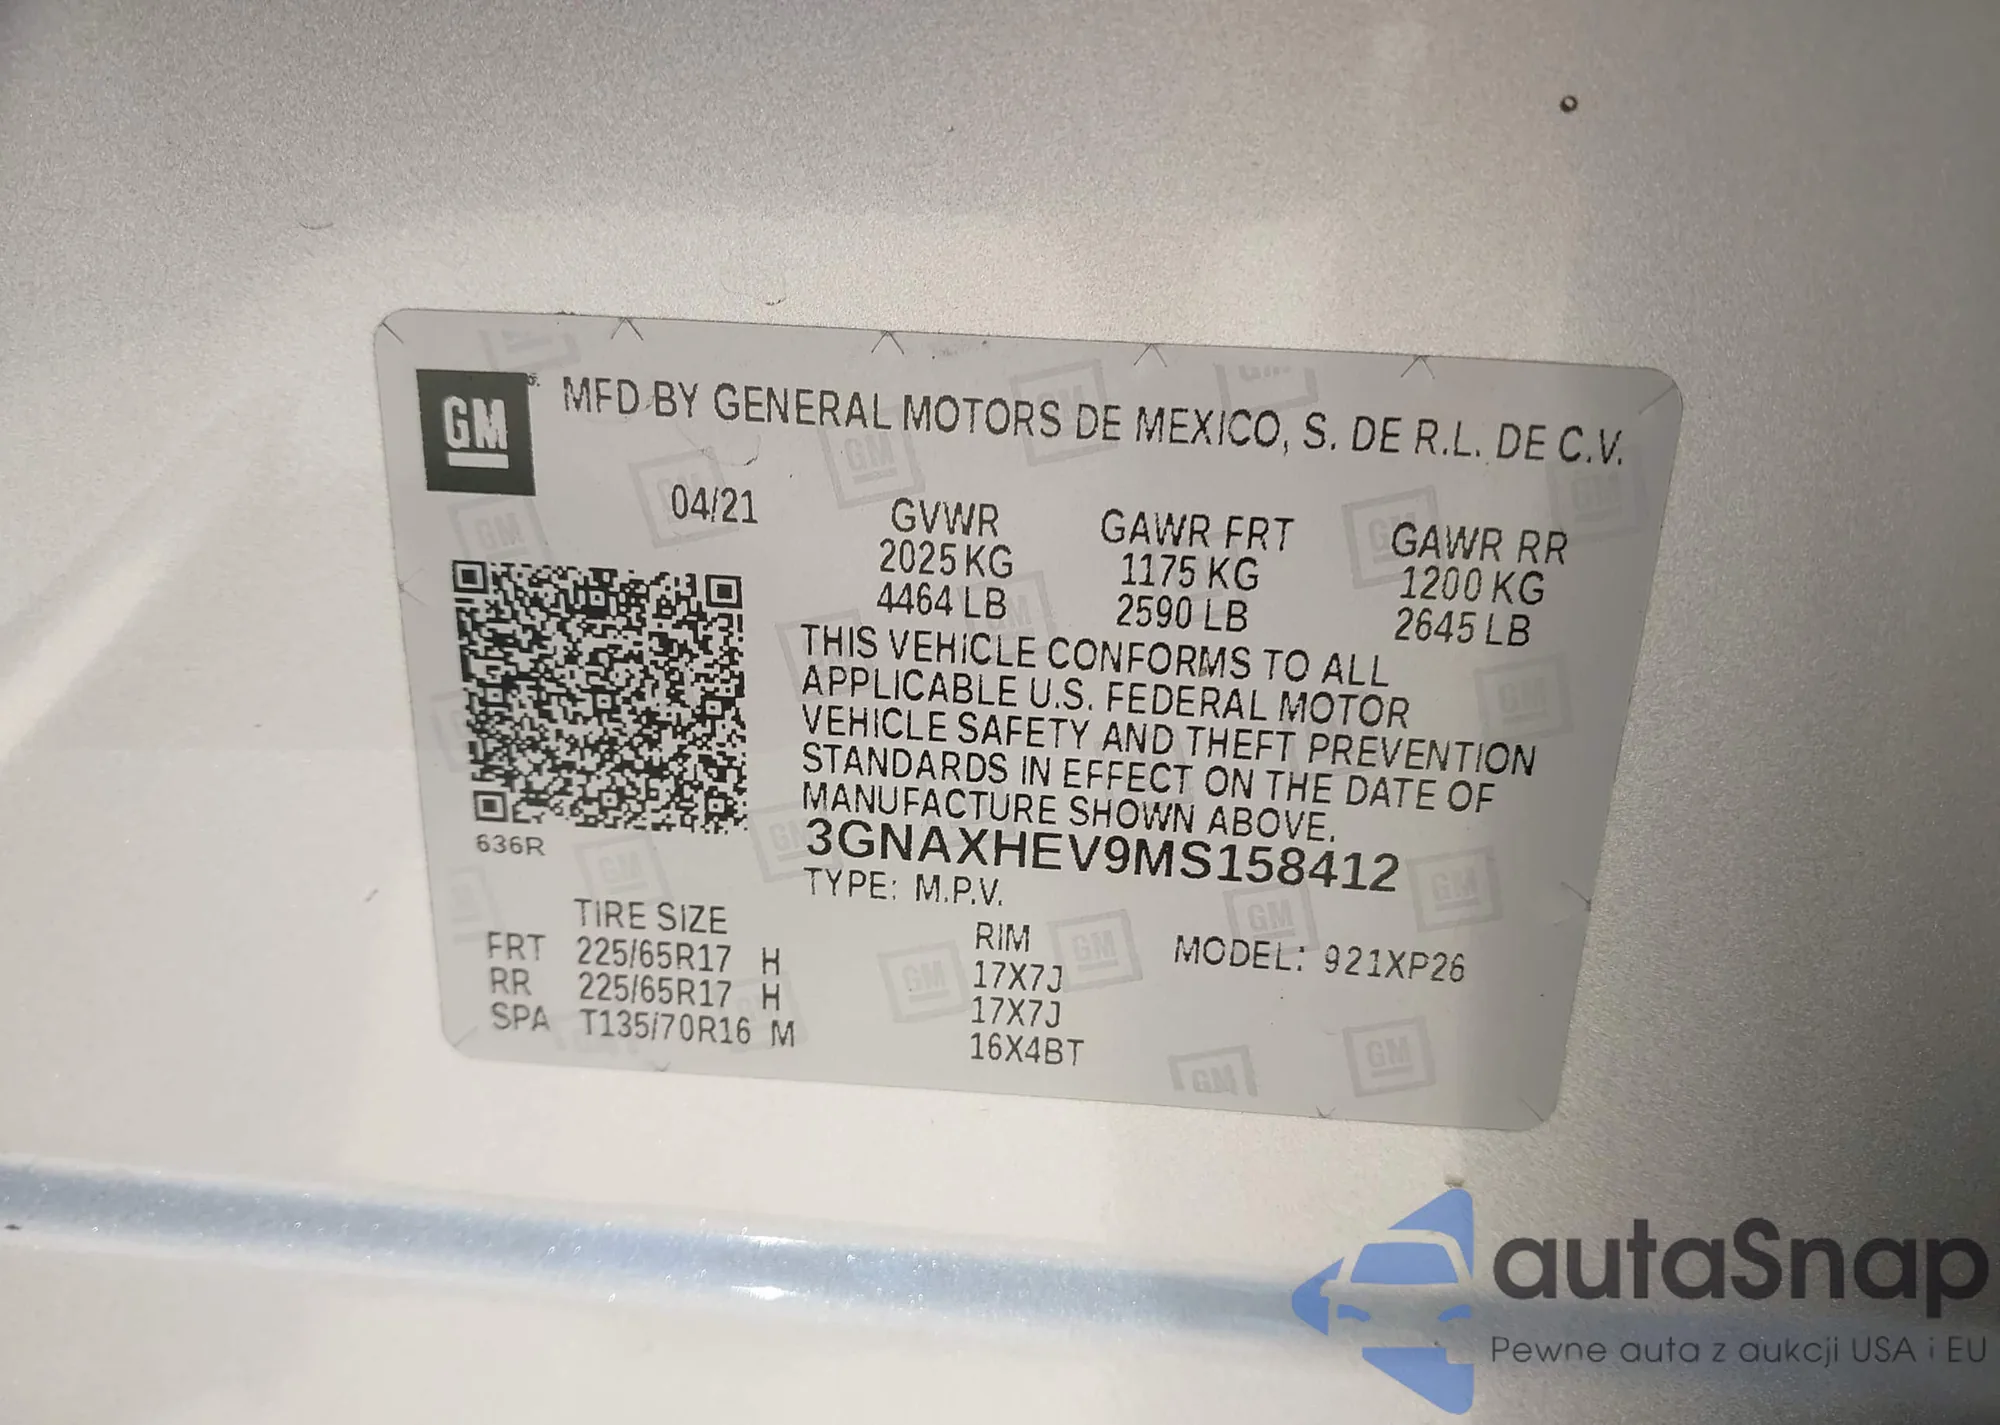 GM
MFD BY GENERAL MOTORS DE MEXICO, S. DE R.L. DE C.V.
04/21
GVWR GAWR FRT GAWR RR
2025 KG 1175 KG 1200 KG
4464 LB 2590 LB 2645 LB
THIS VEHICLE CONFORMS TO ALL
APPLICABLE U.S. FEDERAL MOTOR
VEHICLE SAFETY AND THEFT PREVENTION
STANDARDS IN EFFECT ON THE DATE OF
MANUFACTURE SHOWN ABOVE.
3GNAXHEV9MS158412
TYPE: M.P.V.
636R
TIRE SIZE RIM MODEL: 921XP26
FRT 225/65R17 H 17X7J
RR 225/65R17 H 17X7J
SPA T135/70R16 M 16X4BT
autaSnap
Pewne auta z aukcji USA i EU